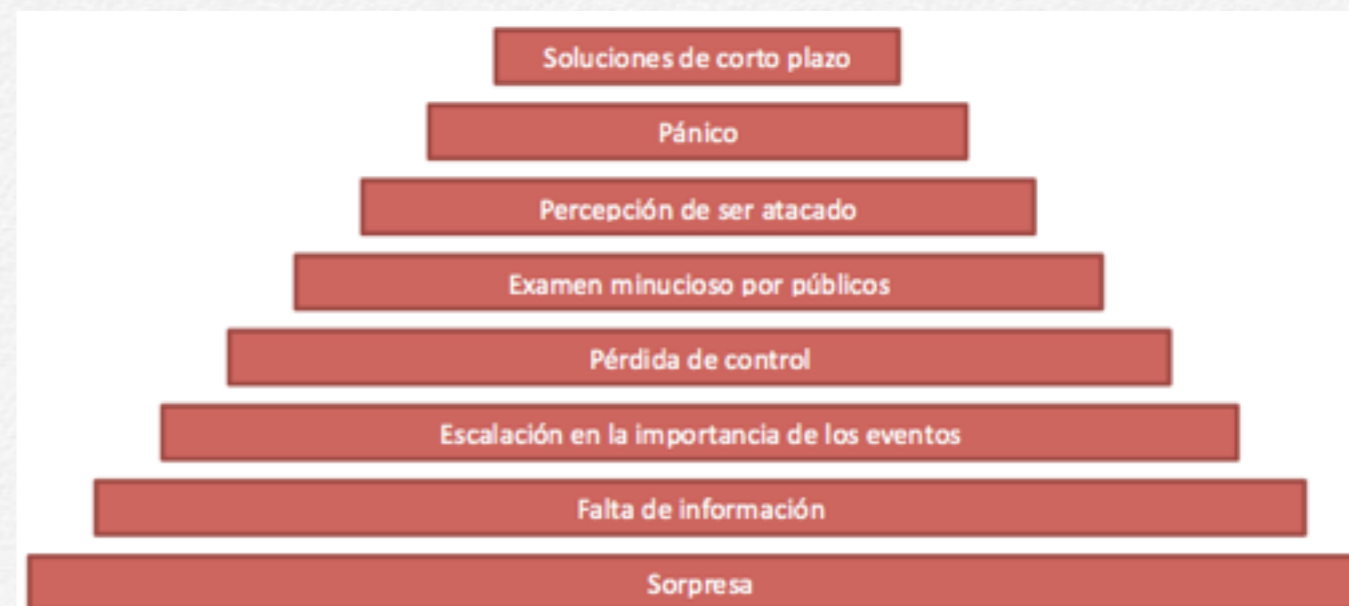 Soluciones de corto plazo
Pánico
Percepción de ser atacado
Examen minucioso por públicos
Pérdida de control
Escalación en la importancia de los eventos
Falta de información
Sorpresa